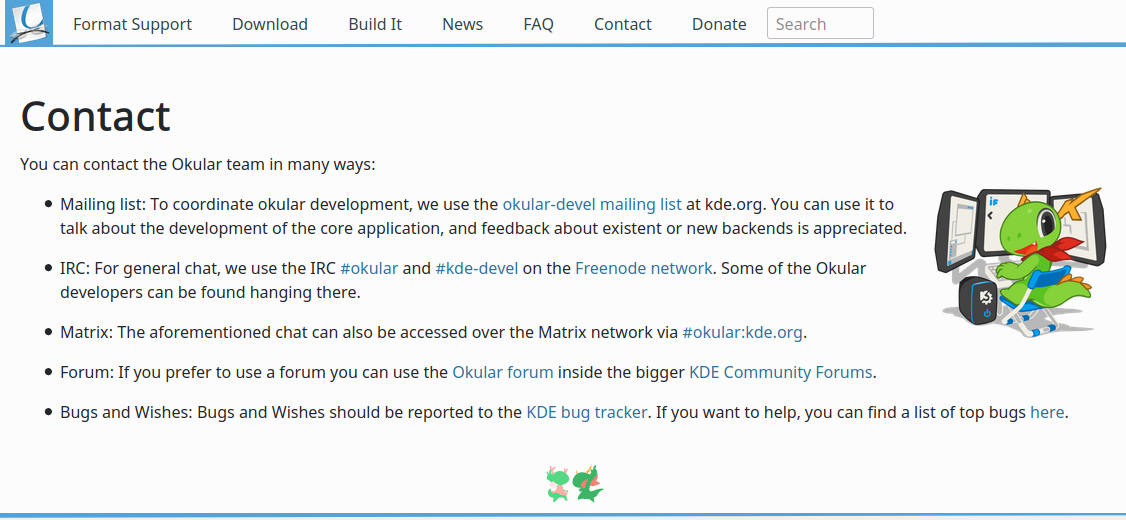 Format Support Download Build It News FAQ Contact Donate Search
Contact
You can contact the Okular team in many ways:
Mailing list: To coordinate okular development, we use the okular-devel mailing list at kde.org. You can use it to
talk about the development of the core application, and feedback about existent or new backends is appreciated.
IRC: For general chat, we use the IRC #okular and #kde-devel on the Freenode network. Some of the Okular
developers can be found hanging there.
Matrix: The aforementioned chat can also be accessed over the Matrix network via #okular:kde.org.
Forum: If you prefer to use a forum you can use the Okular forum inside the bigger KDE Community Forums.
Bugs and Wishes: Bugs and Wishes should be reported to the KDE bug tracker. If you want to help, you can find a list of top bugs here.